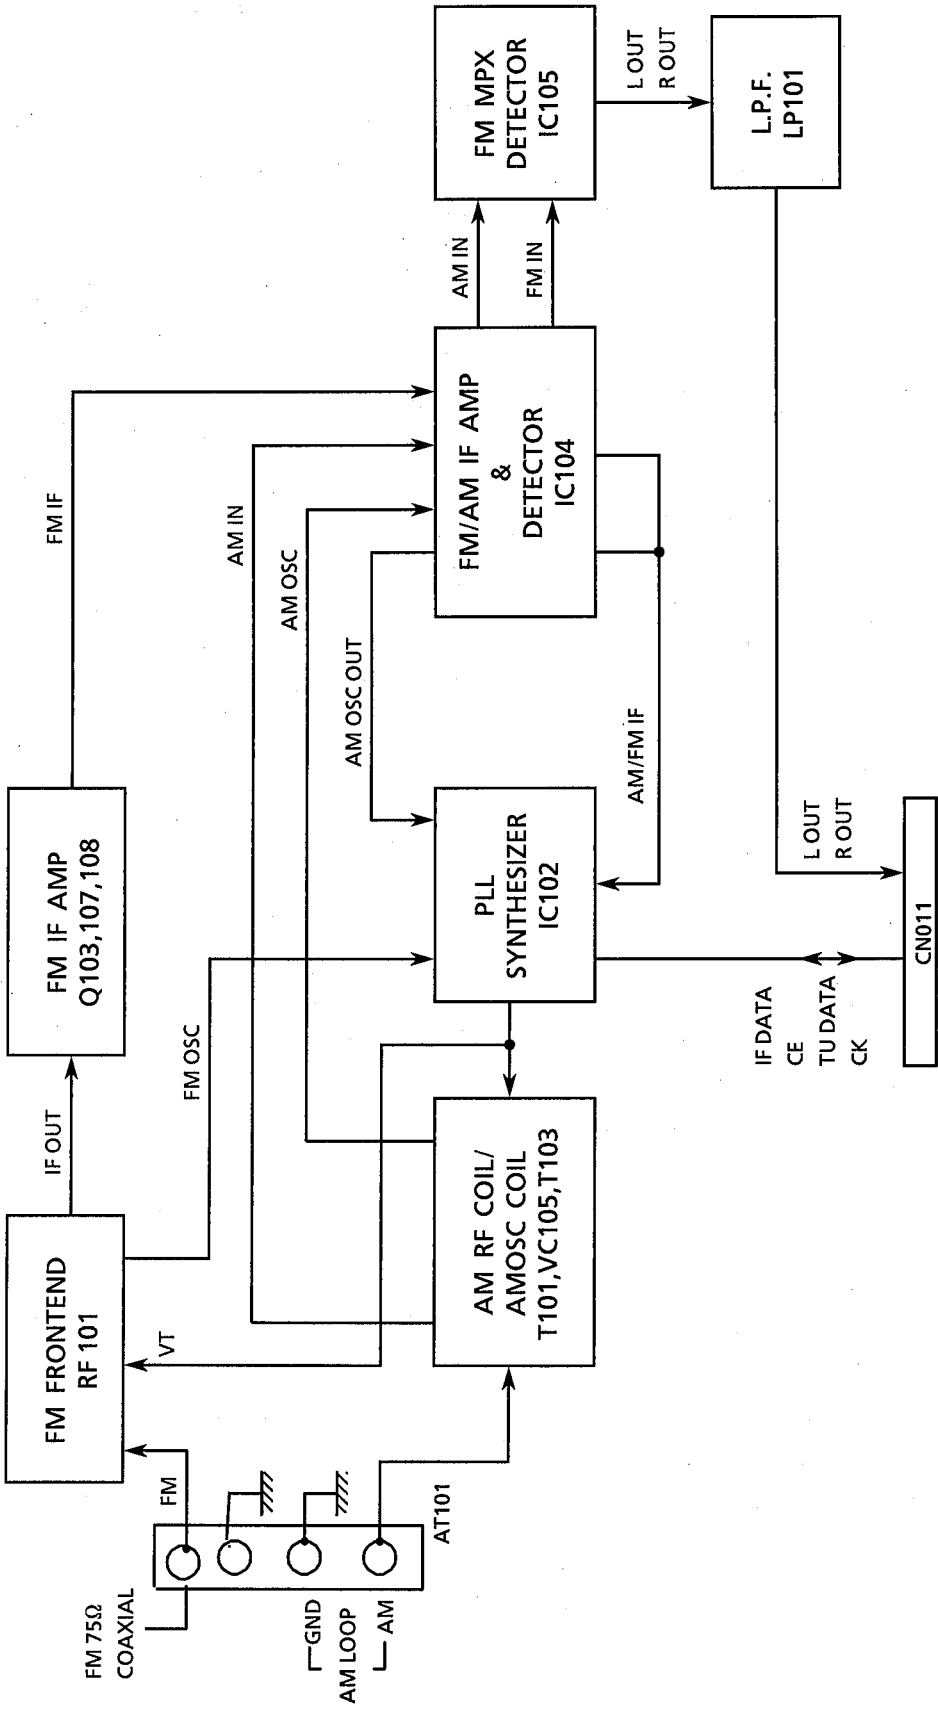 FM 75Ω
COAXIAL
GND
AM LOOP
AM
AT101
FM
FM FRONTEND
RF 101
VT
IF OUT
FM OSC
FM IF AMP
Q103,107,108
FM IF
AM IN
AM OSC
AM OSC OUT
AM RF COIL/
AMOSC COIL
T101,VC105,T103
PLL
SYNTHESIZER
IC102
AM/FM IF
FM/AM IF AMP
&
DETECTOR
IC104
AM IN
FM IN
FM MPX
DETECTOR
IC105
L OUT
R OUT
L.P.F.
LP101
IF DATA
CE
TU DATA
CK
L OUT
R OUT
CN011